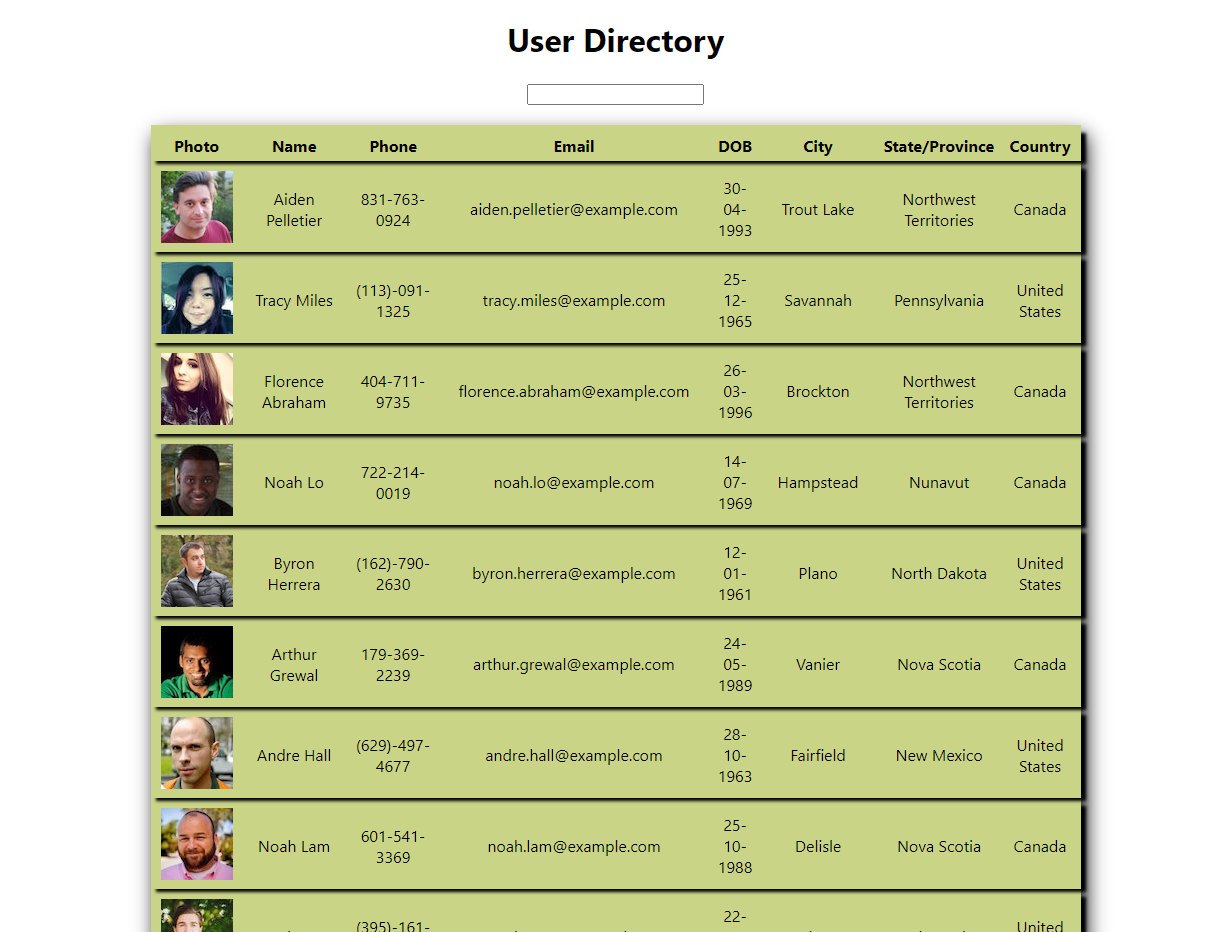 User Directory
Photo Name Phone Email DOB City State/Province Country
Aiden Pelletier 831-763-0924 aiden.pelletier@example.com 30-04-1993 Trout Lake Northwest Territories Canada
Tracy Miles (113)-091-1325 tracy.miles@example.com 25-12-1965 Savannah Pennsylvania United States
Florence Abraham 404-711-9735 florence.abraham@example.com 26-03-1996 Brockton Northwest Territories Canada
Noah Lo 722-214-0019 noah.lo@example.com 14-07-1969 Hampstead Nunavut Canada
Byron Herrera (162)-790-2630 byron.herrera@example.com 12-01-1961 Plano North Dakota United States
Arthur Grewal 179-369-2239 arthur.grewal@example.com 24-05-1989 Vanier Nova Scotia Canada
Andre Hall (629)-497-4677 andre.hall@example.com 28-10-1963 Fairfield New Mexico United States
Noah Lam 601-541-3369 noah.lam@example.com 25-10-1988 Delisle Nova Scotia Canada
(395)-161- 22- United